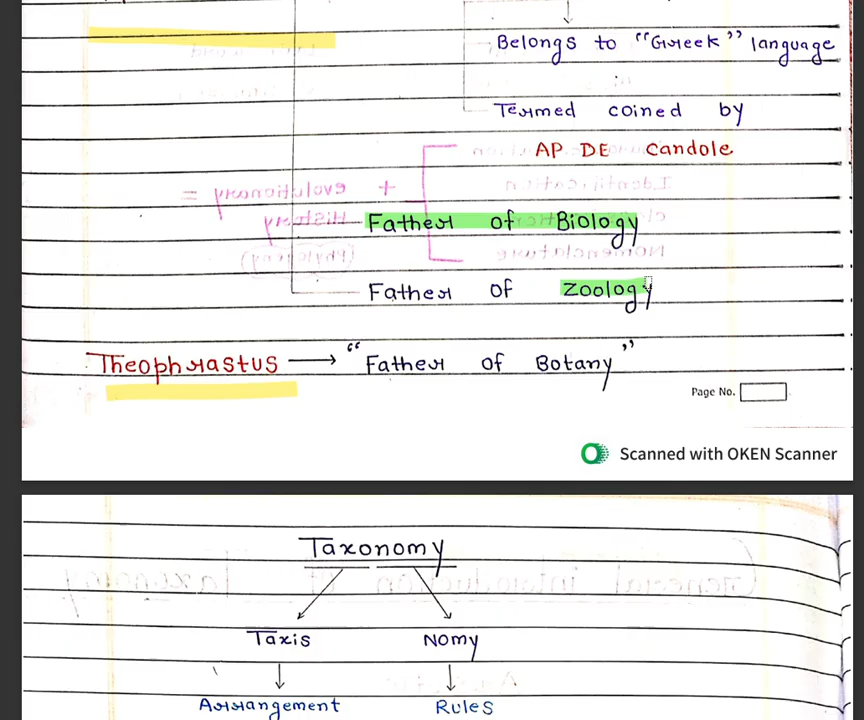 Belongs to "Greek" language
Termed coined by
AP DE Candole
Father of Biology
Father of Zoology
Theophrastus → "Father of Botany"
Page No.
Scanned with OKEN Scanner
Taxonomy
Taxis Nomy
Arrangement Rules